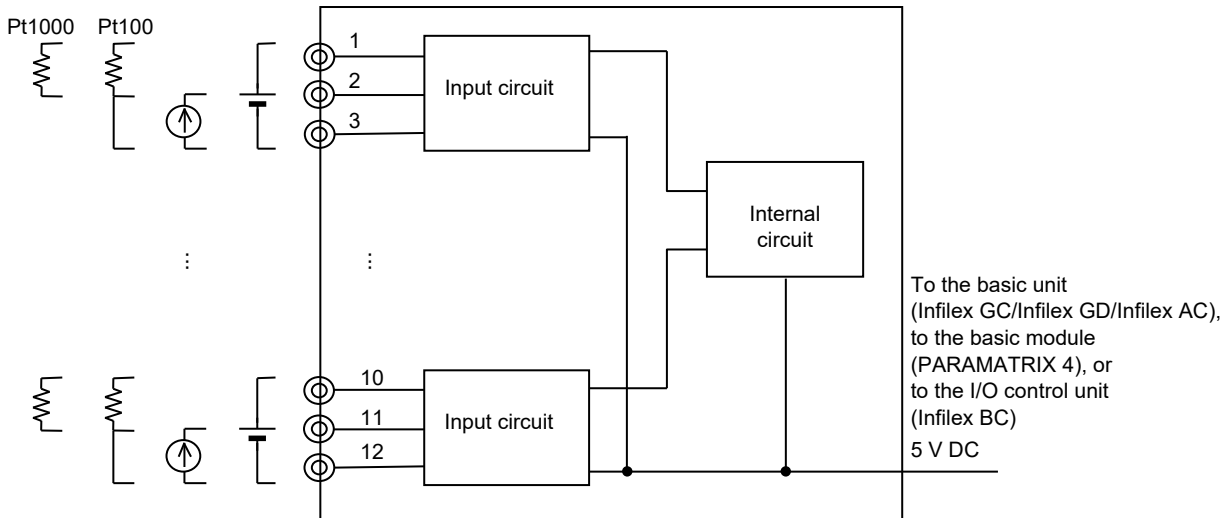 Pt1000 Pt100
1
2
3
Input circuit
Internal
circuit
⋮ ⋮
To the basic unit
(Infilex GC/Infilex GD/Infilex AC),
to the basic module
(PARAMATRIX 4), or
to the I/O control unit
(Infilex BC)
5 V DC
10
11
12
Input circuit